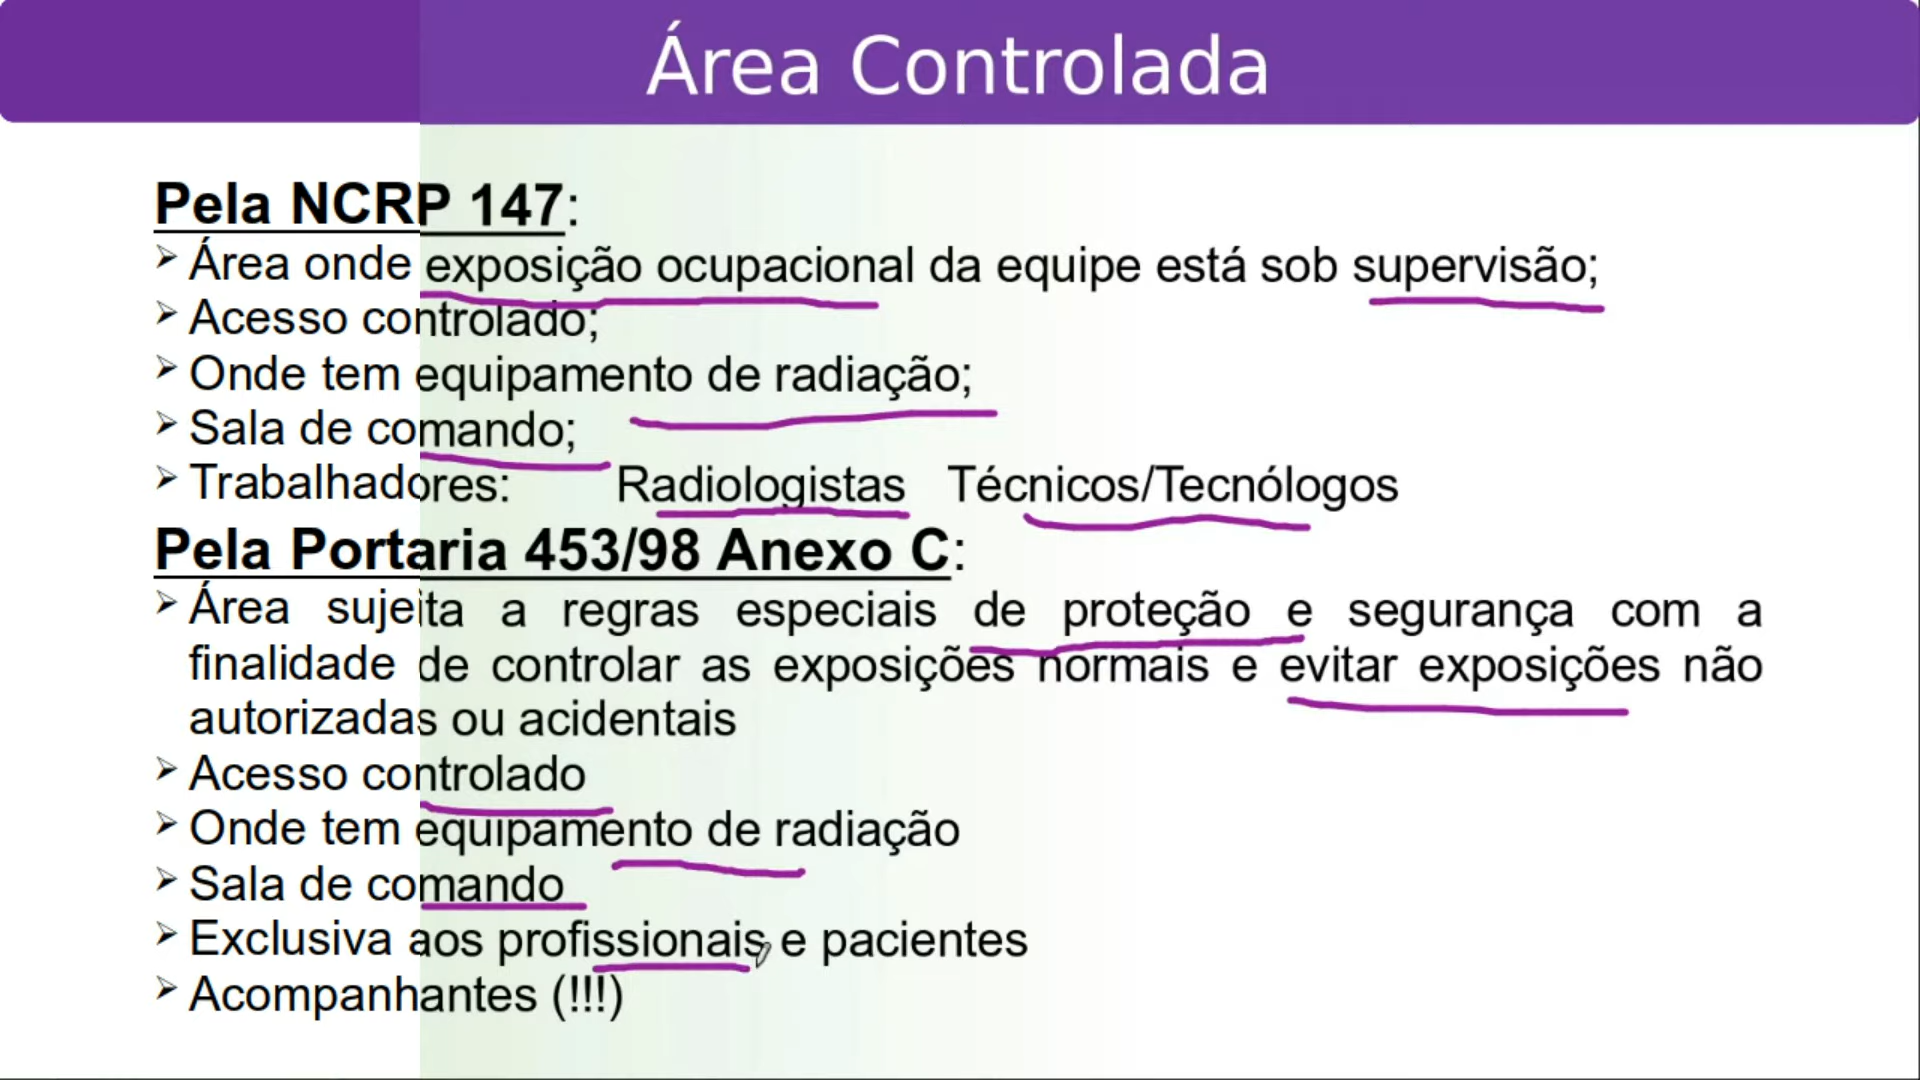 Área Controlada
Pela NCRP 147:
➢ Área onde exposição ocupacional da equipe está sob supervisão;
➢ Acesso controlado;
➢ Onde tem equipamento de radiação;
➢ Sala de comando;
➢ Trabalhadores: Radiologistas Técnicos/Tecnólogos
Pela Portaria 453/98 Anexo C:
➢ Área sujeita a regras especiais de proteção e segurança com a
finalidade de controlar as exposições normais e evitar exposições não
autorizadas ou acidentais
➢ Acesso controlado
➢ Onde tem equipamento de radiação
➢ Sala de comando
➢ Exclusiva aos profissionais e pacientes
➢ Acompanhantes (!!!)